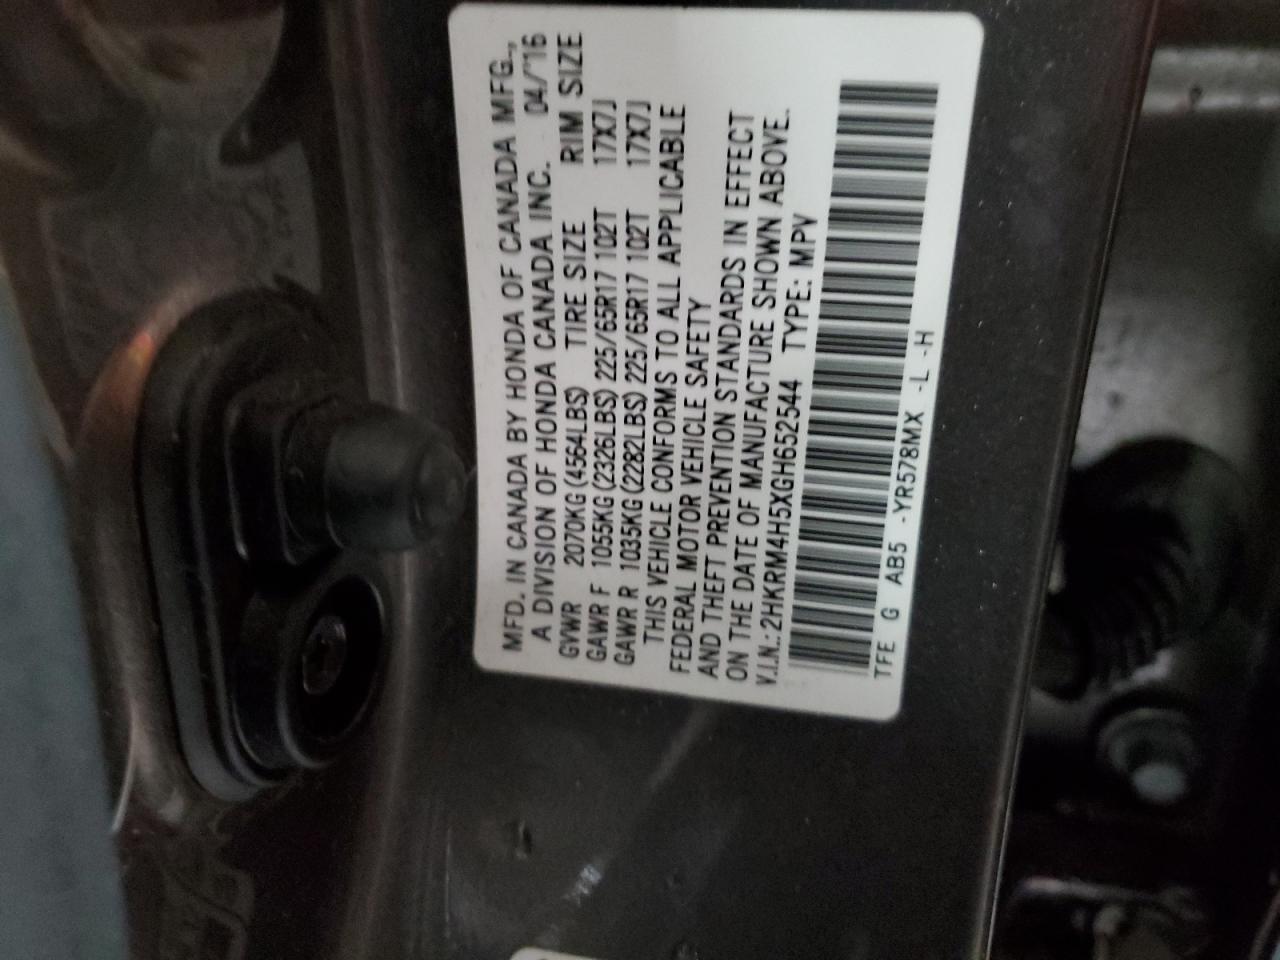 MFD. IN CANADA BY HONDA OF CANADA MFG.,
A DIVISION OF HONDA CANADA INC. 04/16
GVWR 2070KG (4564LBS) TIRE SIZE RIM SIZE
GAWR F 1055KG (2326LBS) 225/65R17 102T 17X7J
GAWR R 1035KG (2282LBS) 225/65R17 102T 17X7J
THIS VEHICLE CONFORMS TO ALL APPLICABLE
FEDERAL MOTOR VEHICLE SAFETY
AND THEFT PREVENTION STANDARDS IN EFFECT
ON THE DATE OF MANUFACTURE SHOWN ABOVE.
V.I.N.: 2HKRM4H5XGH652544 TYPE: MPV
TFE G AB5 -YR578MX -L -H